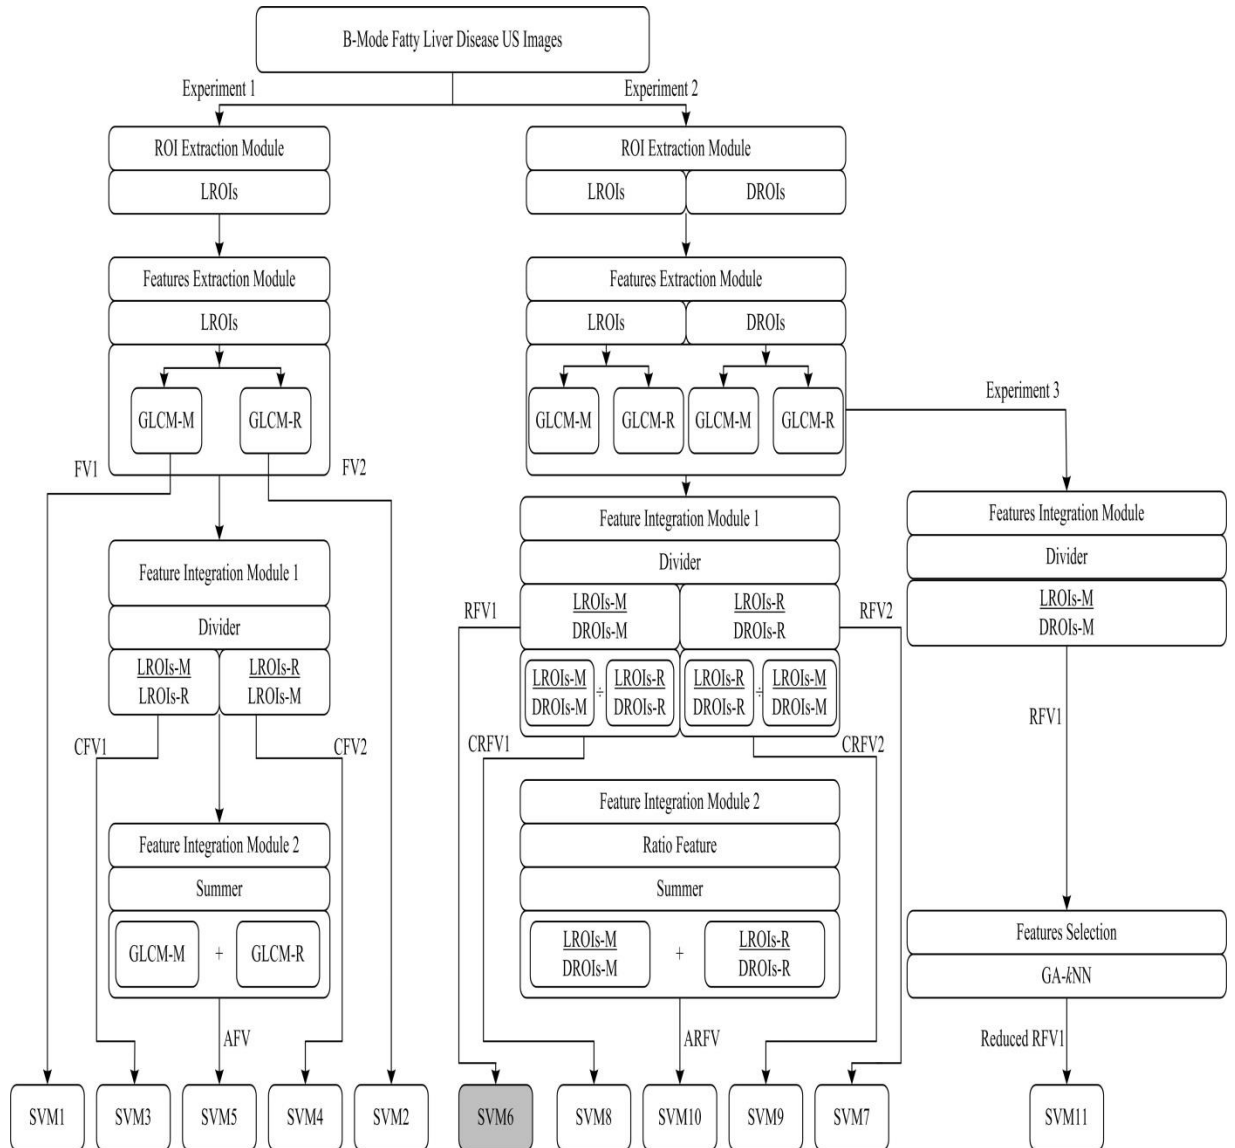 B-Mode Fatty Liver Disease US Images
Experiment 1
Experiment 2
ROI Extraction Module
LROIs
ROI Extraction Module
LROIs
DROIs
Features Extraction Module
LROIs
GLCM-M
GLCM-R
Features Extraction Module
LROIs
DROIs
GLCM-M
GLCM-R
GLCM-M
GLCM-R
Experiment 3
FV1
FV2
Feature Integration Module 1
Divider
LROIs-M
LROIs-R
LROIs-R
LROIs-M
CFV1
CFV2
Feature Integration Module 2
Summer
GLCM-M
+
GLCM-R
AFV
Feature Integration Module 1
Divider
RFV1
LROIs-M
DROIs-M
LROIs-R
DROIs-R
RFV2
LROIs-M
DROIs-M
÷
LROIs-R
DROIs-R
LROIs-R
DROIs-R
÷
LROIs-M
DROIs-M
CRFV1
CRFV2
Feature Integration Module 2
Ratio Feature
Summer
LROIs-M
DROIs-M
+
LROIs-R
DROIs-R
ARFV
Features Integration Module
Divider
LROIs-M
DROIs-M
RFV1
Features Selection
GA-kNN
Reduced RFV1
SVM1
SVM3
SVM5
SVM4
SVM2
SVM6
SVM8
SVM10
SVM9
SVM7
SVM11